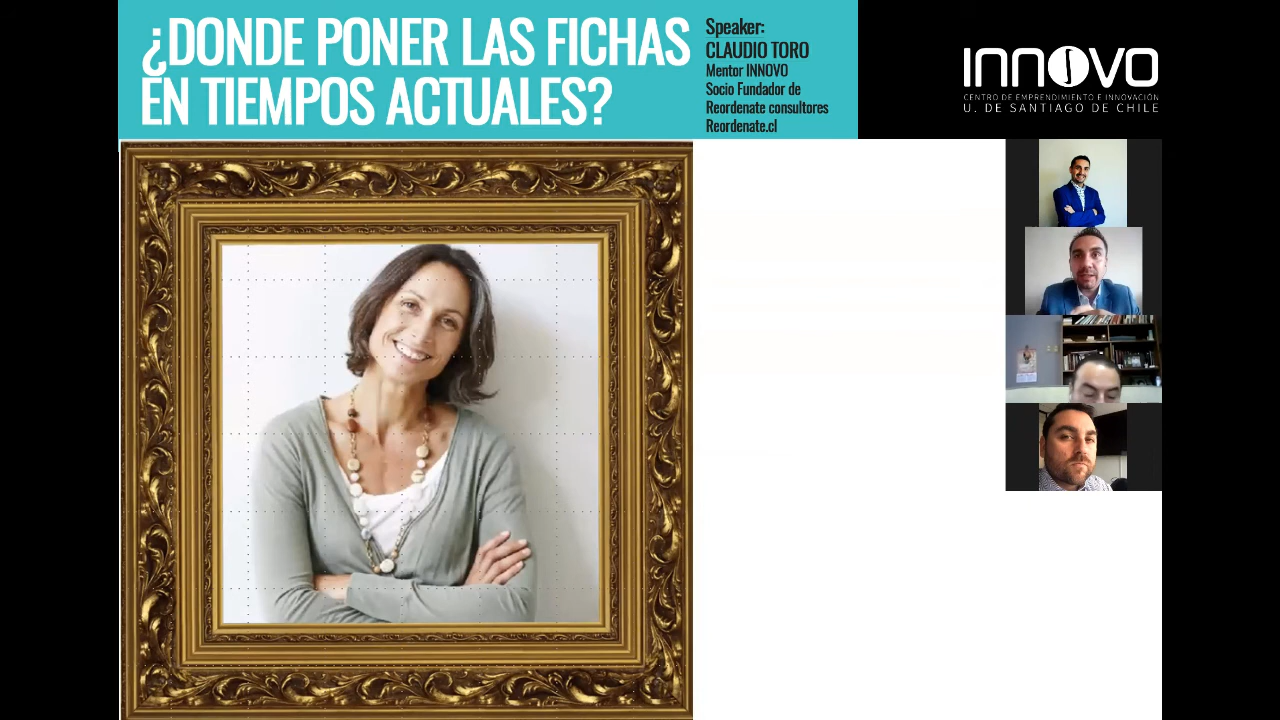 ¿DONDE PONER LAS FICHAS
EN TIEMPOS ACTUALES?
Speaker:
CLAUDIO TORO
Mentor INNOVO
Socio Fundador de
Reordenate consultores
Reordenate.cl
INNOVO
CENTRO DE EMPRENDIMIENTO E INNOVACIÓN
U. DE SANTIAGO DE CHILE